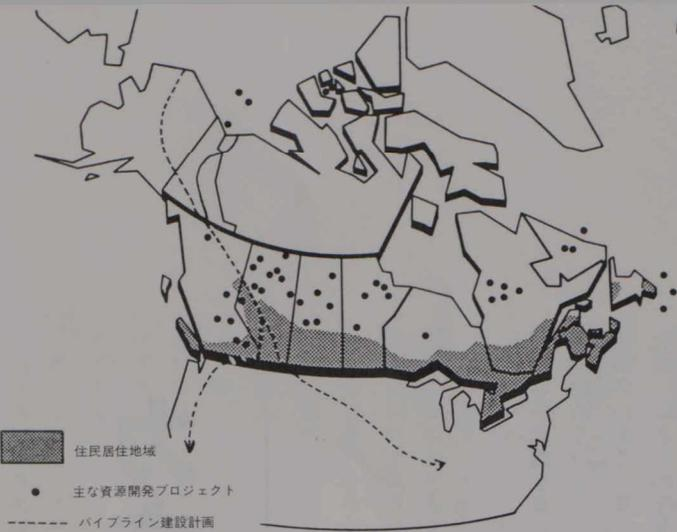 住民居住地域
主な資源開発プロジェクト
パイプライン建設計画